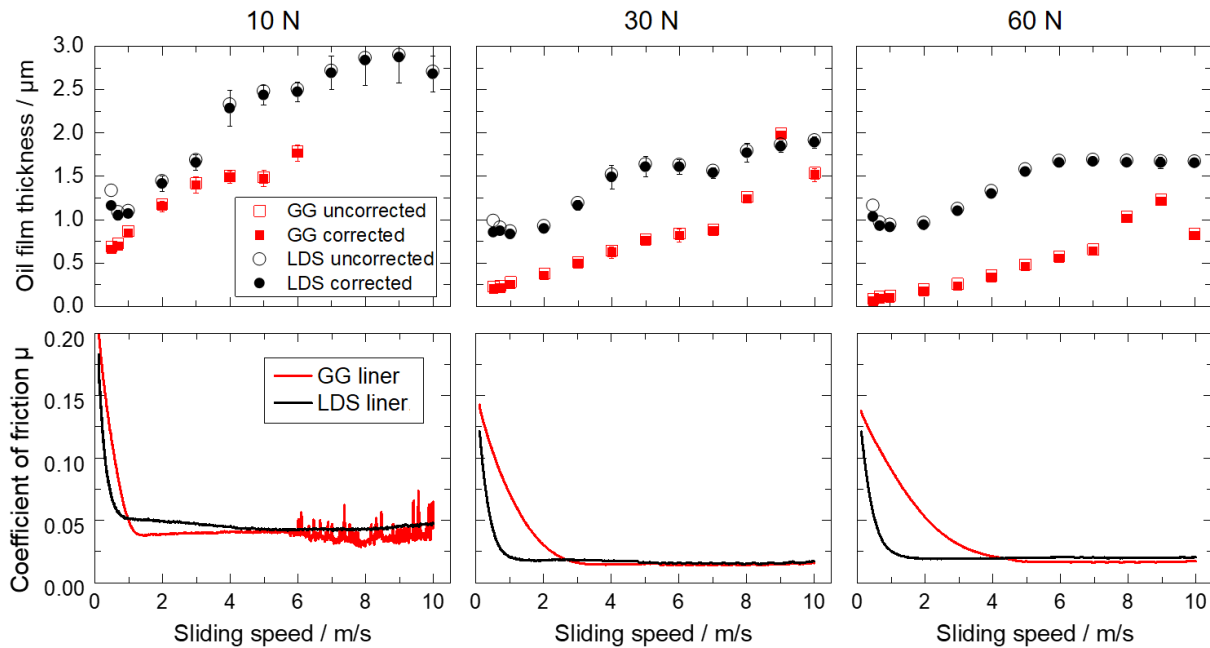 10 N
30 N
60 N
Oil film thickness / µm
3.0
2.5
2.0
1.5
1.0
0.5
0.0
GG uncorrected
GG corrected
LDS uncorrected
LDS corrected
Coefficient of friction µ
0.20
0.15
0.10
0.05
0.00
GG liner
LDS liner
0 2 4 6 8 10
0 2 4 6 8 10
0 2 4 6 8 10
Sliding speed / m/s
Sliding speed / m/s
Sliding speed / m/s